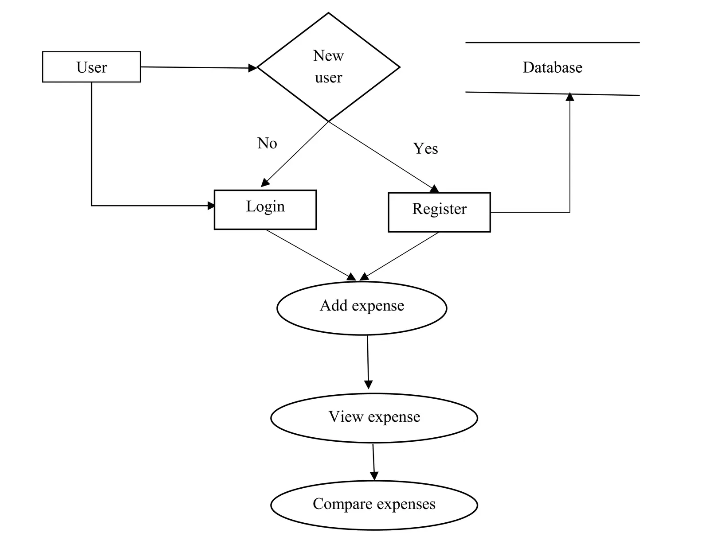 New
user
User
Database
No
Yes
Login
Register
Add expense
View expense
Compare expenses